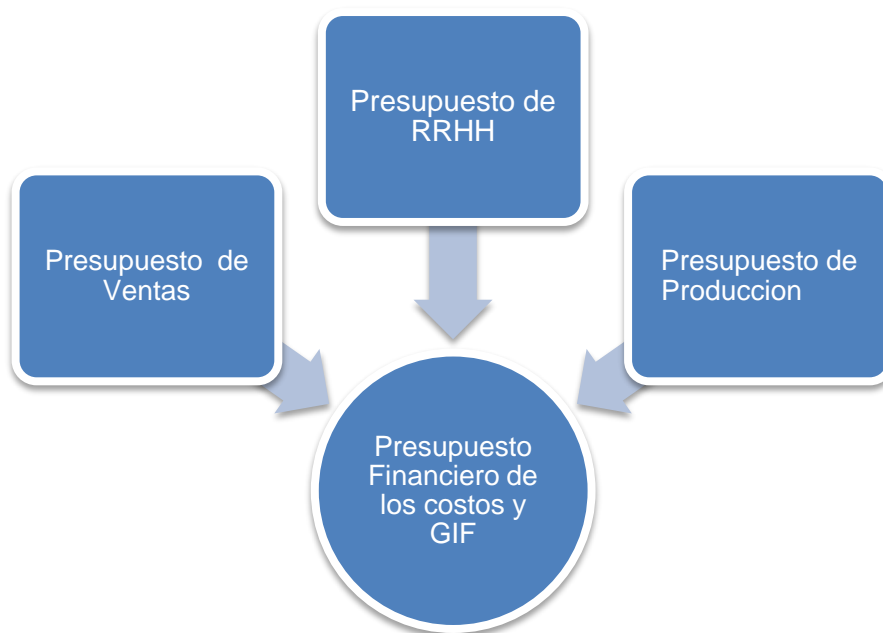 Presupuesto de
RRHH
Presupuesto de
Ventas
Presupuesto de
Produccion
Presupuesto
Financiero de
los costos y
GIF